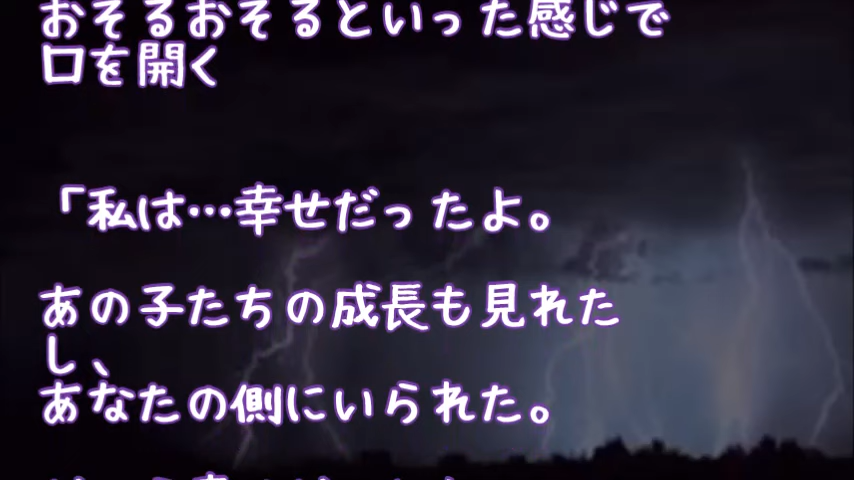 おそるおそるといった感じで
口を開く
「私は…幸せだったよ。
あの子たちの成長も見れた
し、
あなたの側にいられた。